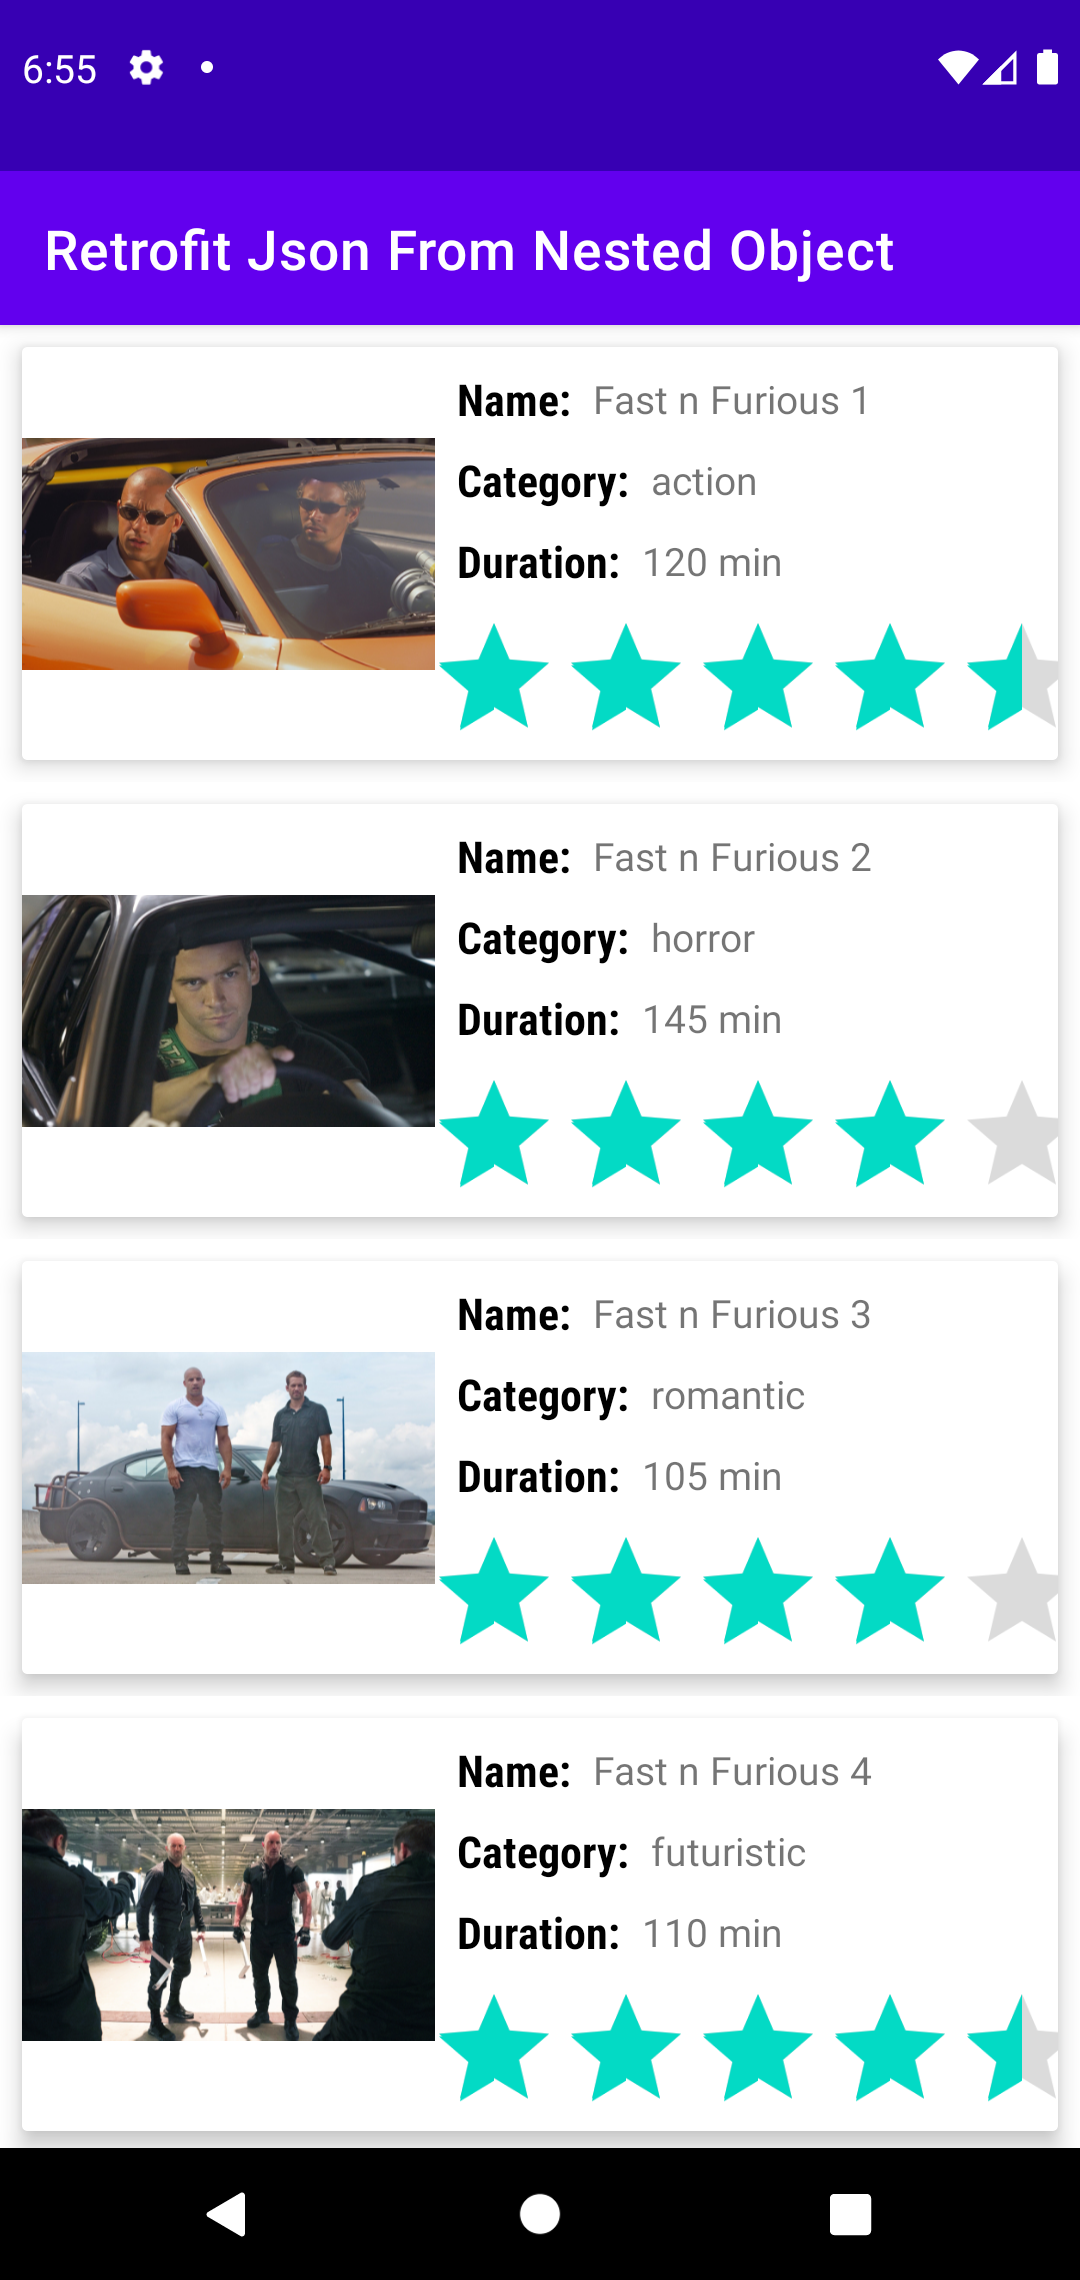 6:55
Retrofit Json From Nested Object
Name: Fast n Furious 1
Category: action
Duration: 120 min
Name: Fast n Furious 2
Category: horror
Duration: 145 min
Name: Fast n Furious 3
Category: romantic
Duration: 105 min
Name: Fast n Furious 4
Category: futuristic
Duration: 110 min